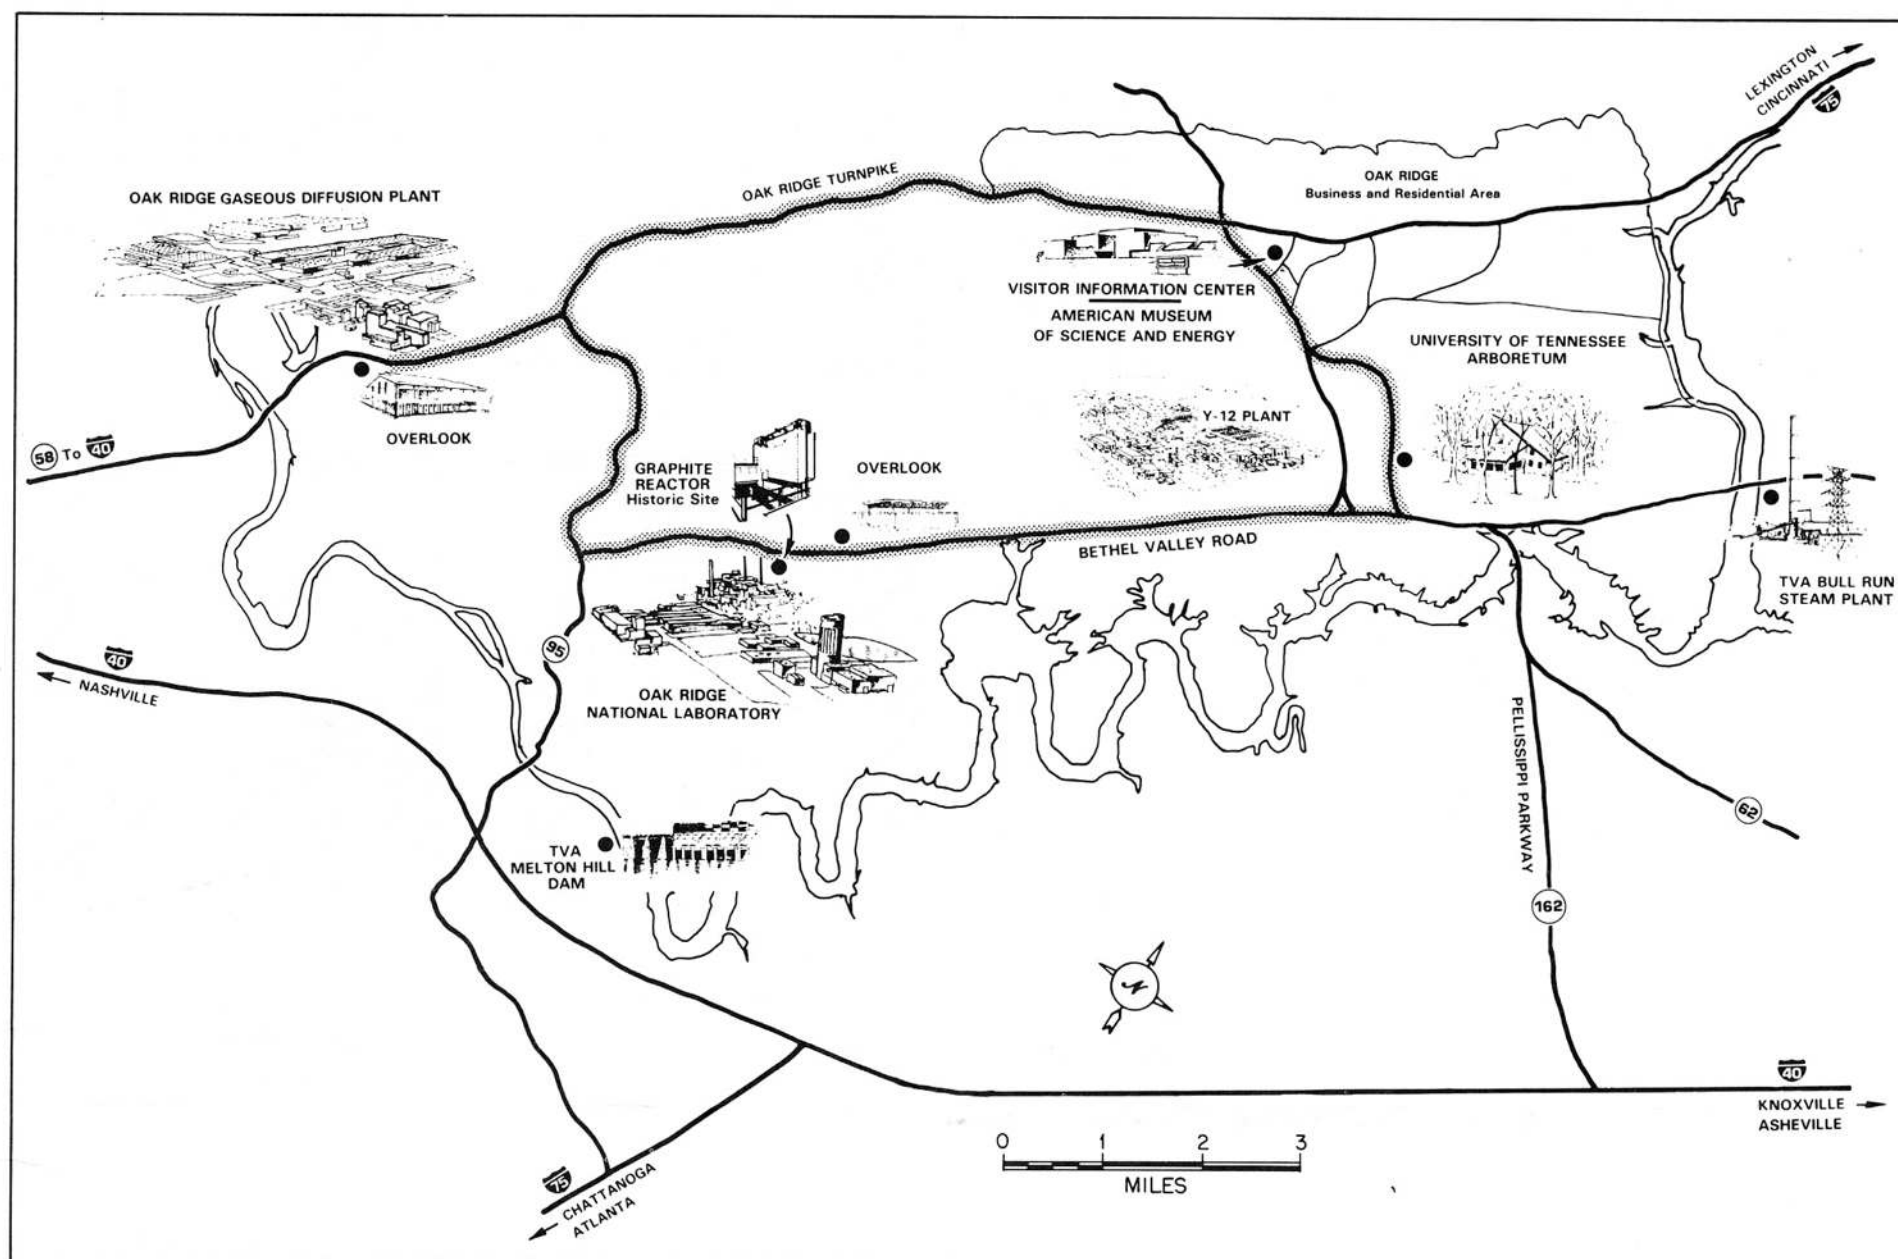 LEXINGTON
CINCINNATI
75
OAK RIDGE TURNPIKE
OAK RIDGE
Business and Residential Area
OAK RIDGE GASEOUS DIFFUSION PLANT
VISITOR INFORMATION CENTER
AMERICAN MUSEUM
OF SCIENCE AND ENERGY
UNIVERSITY OF TENNESSEE
ARBORETUM
OVERLOOK
58 To 40
Y-12 PLANT
GRAPHITE
REACTOR
Historic Site
OVERLOOK
BETHEL VALLEY ROAD
TVA BULL RUN
STEAM PLANT
95
40
NASHVILLE
OAK RIDGE
NATIONAL LABORATORY
PELLISSIPPI PARKWAY
62
TVA
MELTON HILL
DAM
162
N
40
KNOXVILLE
ASHEVILLE
0 1 2 3
MILES
75
CHATTANOGA
ATLANTA